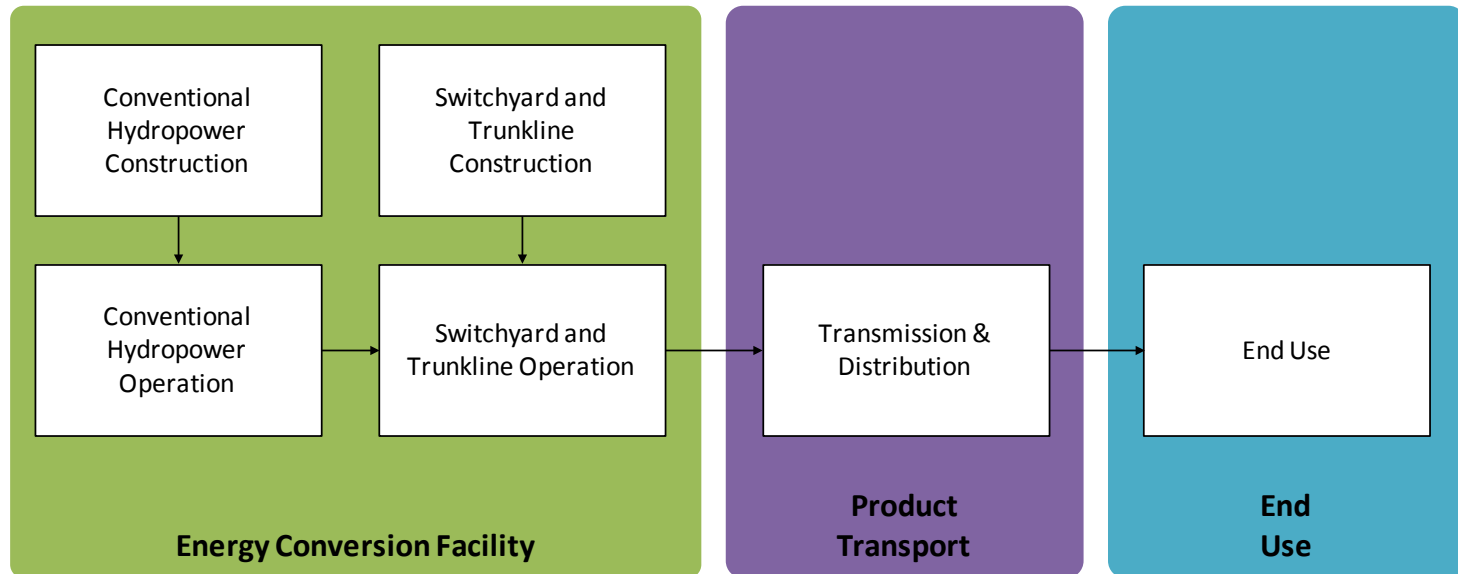 Conventional
Hydropower
Construction
Switchyard and
Trunkline
Construction
Conventional
Hydropower
Operation
Switchyard and
Trunkline Operation
Transmission &
Distribution
End Use
Energy Conversion Facility
Product
Transport
End
Use